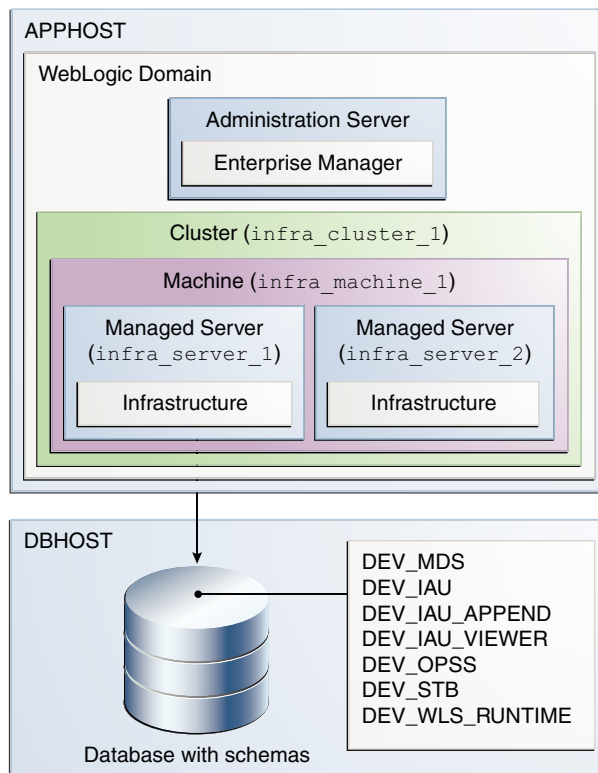 APPHOST
WebLogic Domain
Administration Server
Enterprise Manager
Cluster (infra_cluster_1)
Machine (infra_machine_1)
Managed Server
(infra_server_1)
Infrastructure
Managed Server
(infra_server_2)
Infrastructure
DBHOST
DEV_MDS
DEV_IAU
DEV_IAU_APPEND
DEV_IAU_VIEWER
DEV_OPSS
DEV_STB
DEV_WLS_RUNTIME
Database with schemas